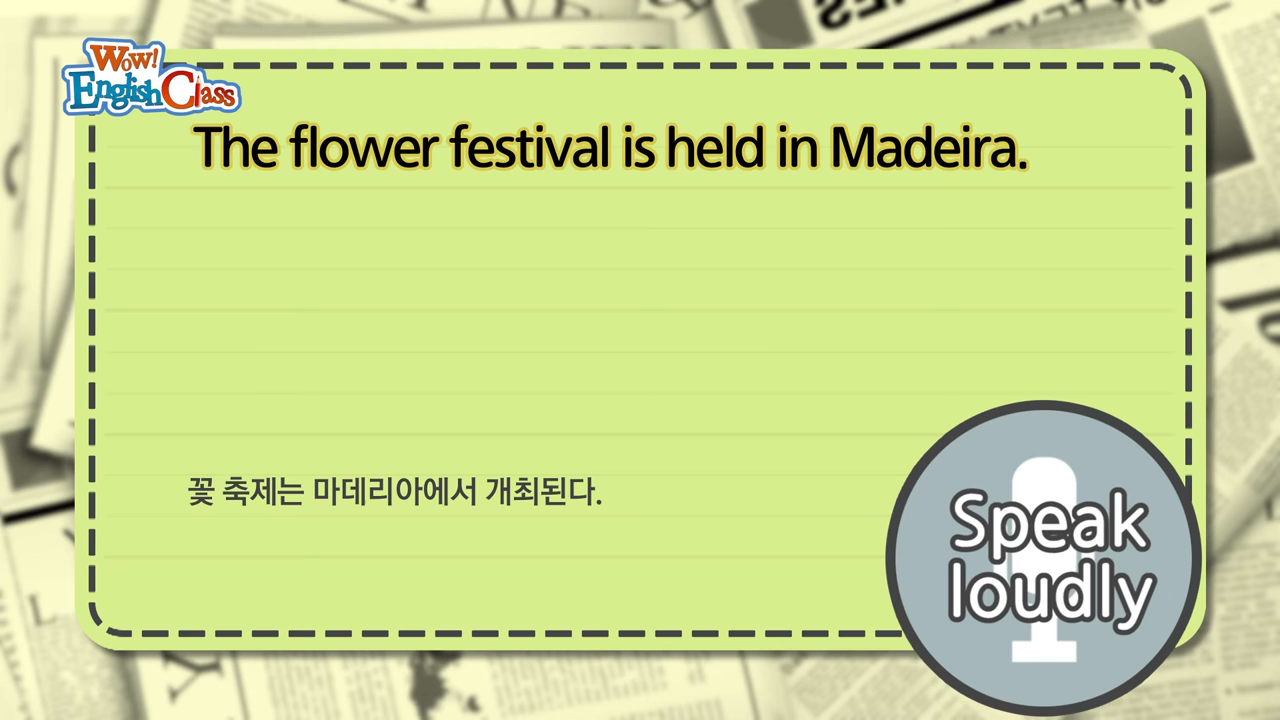 Wow!
English Class
The flower festival is held in Madeira.
꽃 축제는 마데리아에서 개최된다.
Speak
loudly